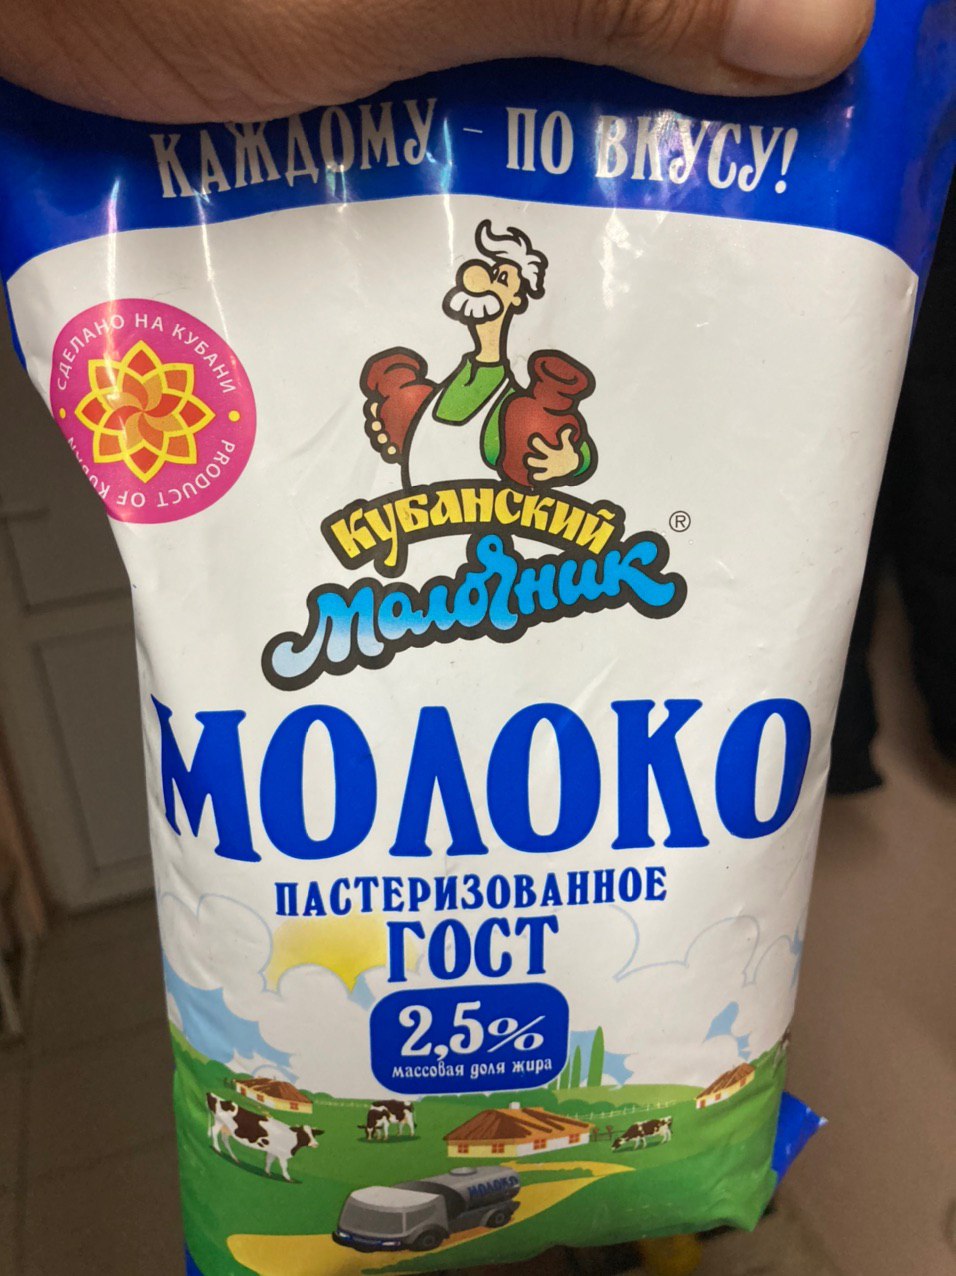 КАЖДОМУ – ПО ВКУСУ!
СДЕЛАНО НА КУБАНИ
PRODUCT OF KUBAN
КУБАНСКИЙ
Молочник ®
МОЛОКО
ПАСТЕРИЗОВАННОЕ
ГОСТ
2,5%
массовая доля жира
МОЛОКО